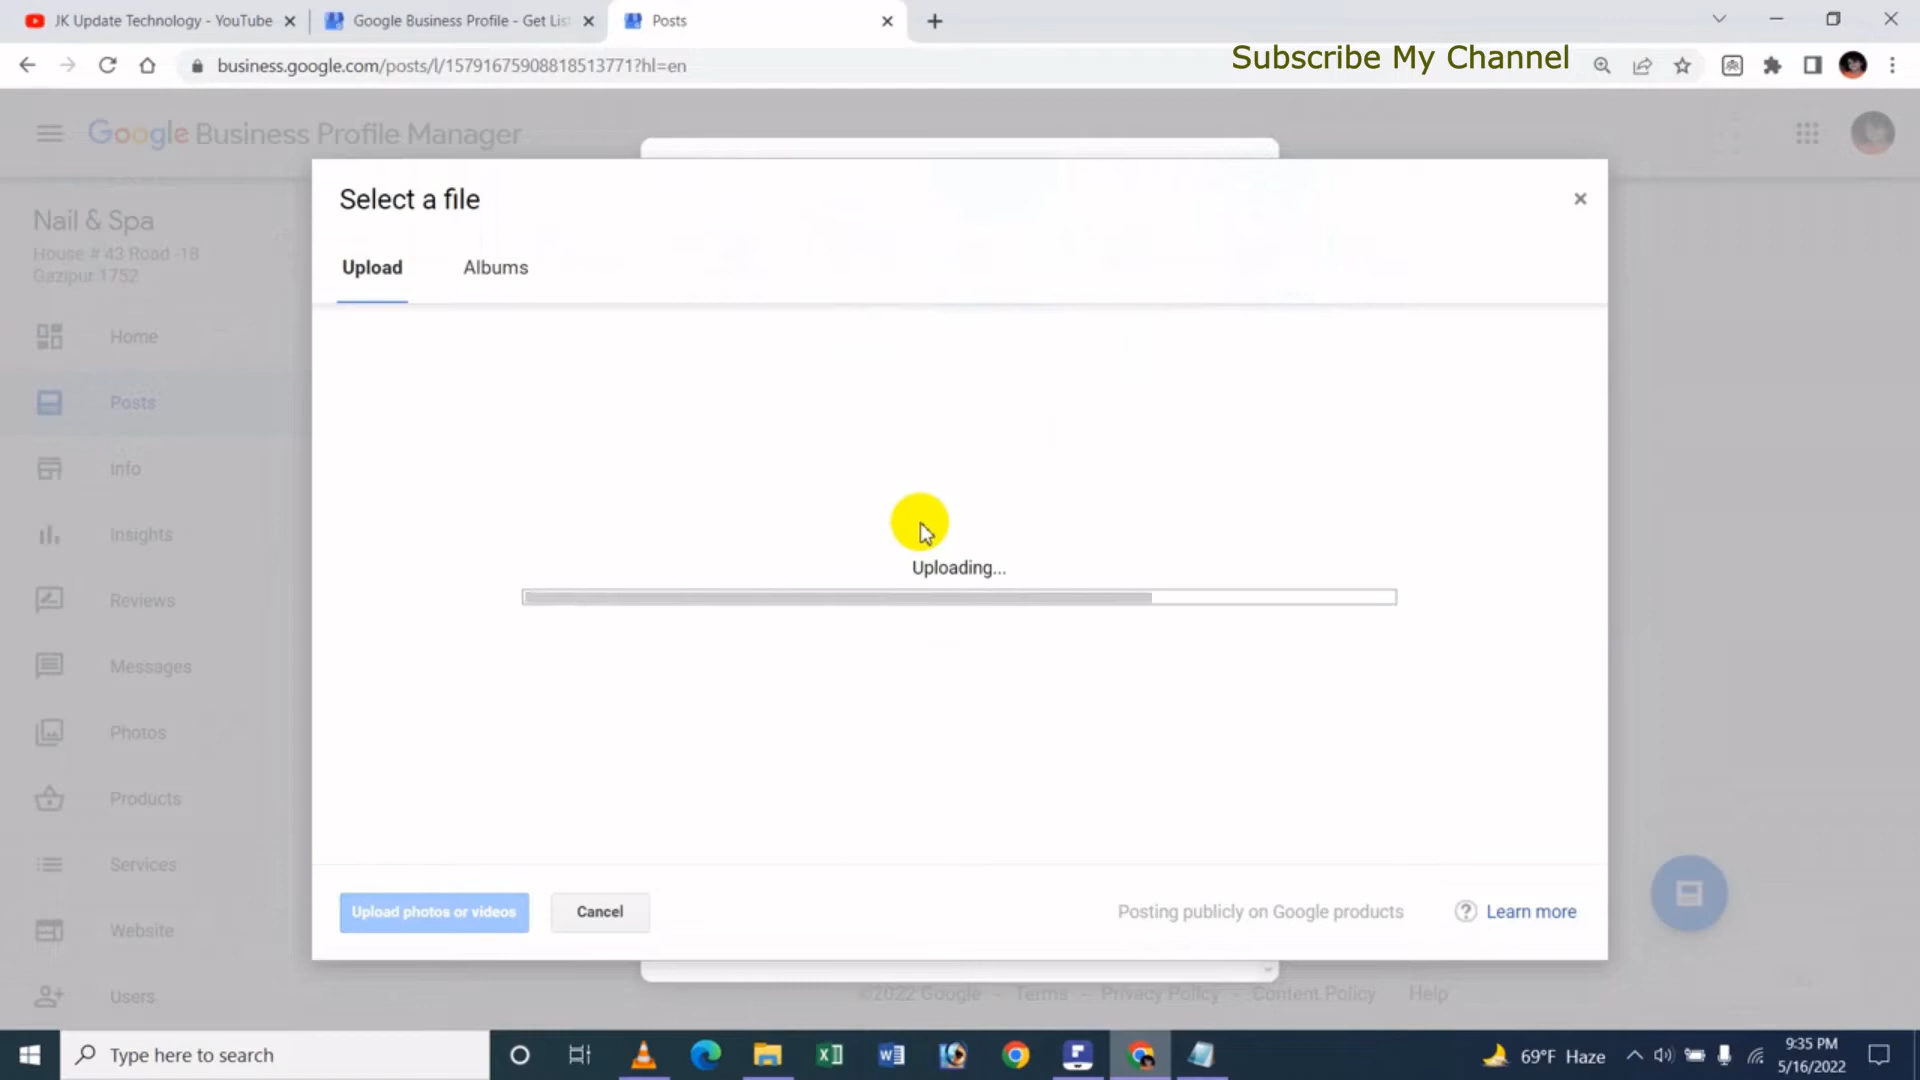 JK Update Technology - YouTube
Google Business Profile - Get List
Posts
business.google.com/posts/l/15791675908818513771?hl=en
Subscribe My Channel
Google Business Profile Manager
Nail & Spa
House # 43 Road -18
Gazipur 1752
Home
Posts
Info
Insights
Reviews
Messages
Photos
Products
Services
Website
Users
Select a file
Upload
Albums
Uploading...
Upload photos or videos
Cancel
Posting publicly on Google products
Learn more
©2022 Google - Terms - Privacy Policy - Content Policy Help
Type here to search
69°F Haze
9:35 PM
5/16/2022